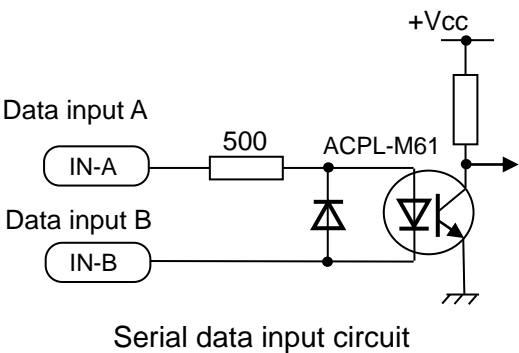 +Vcc
Data input A
500
ACPL-M61
IN-A
Data input B
IN-B
Serial data input circuit